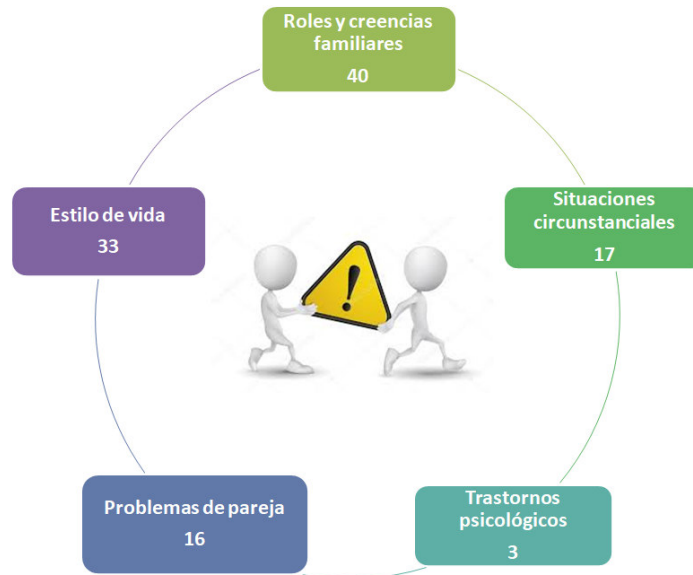 Roles y creencias
familiares
40
Situaciones
circunstanciales
17
Trastornos
psicológicos
3
Problemas de pareja
16
Estilo de vida
33